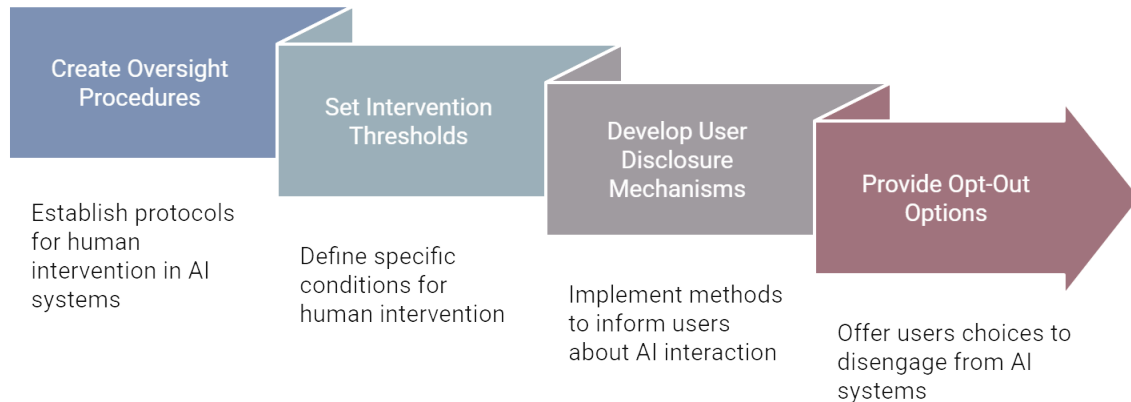 Create Oversight
Procedures
Establish protocols
for human
intervention in AI
systems
Set Intervention
Thresholds
Define specific
conditions for
human intervention
Develop User
Disclosure
Mechanisms
Implement methods
to inform users
about AI interaction
Provide Opt-Out
Options
Offer users choices to
disengage from AI
systems